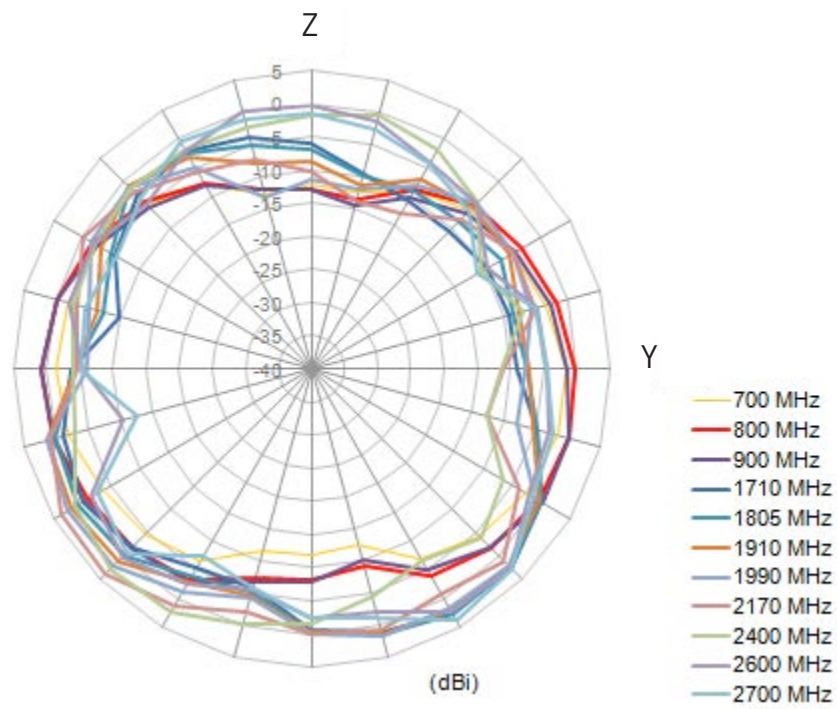 Z
5
0
-5
-10
-15
-20
-25
-30
-35
-40
Y
700 MHz
800 MHz
900 MHz
1710 MHz
1805 MHz
1910 MHz
1990 MHz
2170 MHz
2400 MHz
2600 MHz
2700 MHz
(dBi)